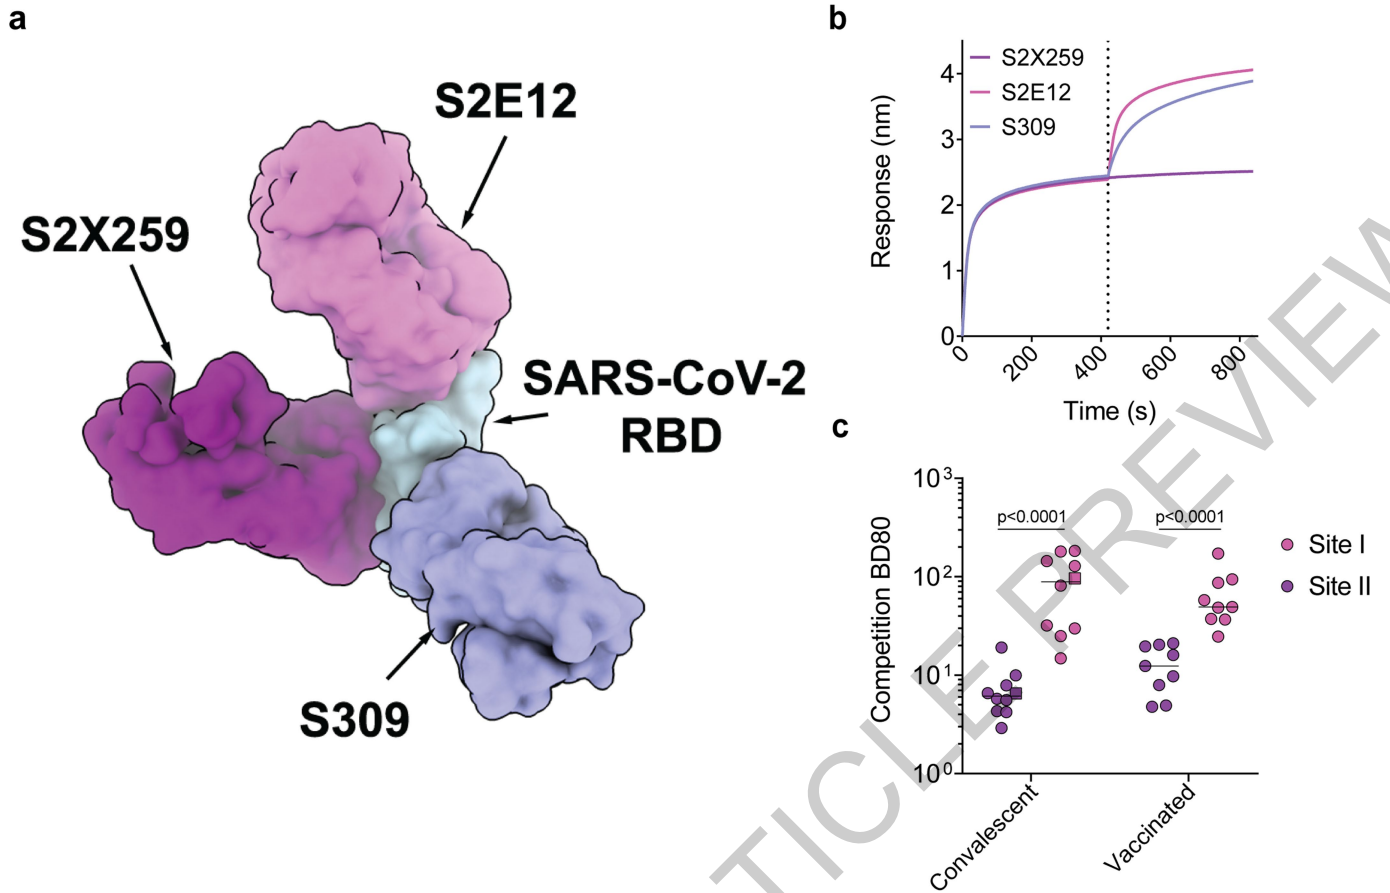 a
S2E12
S2X259
SARS-CoV-2
RBD
S309
b
S2X259
S2E12
S309
Response (nm)
4
3
2
1
0
0 200 400 600 800
Time (s)
c
Competition BD80
10³
10²
10¹
10⁰
p<0.0001 p<0.0001
Site I
Site II
Convalescent Vaccinated
TICLE PREVIEW